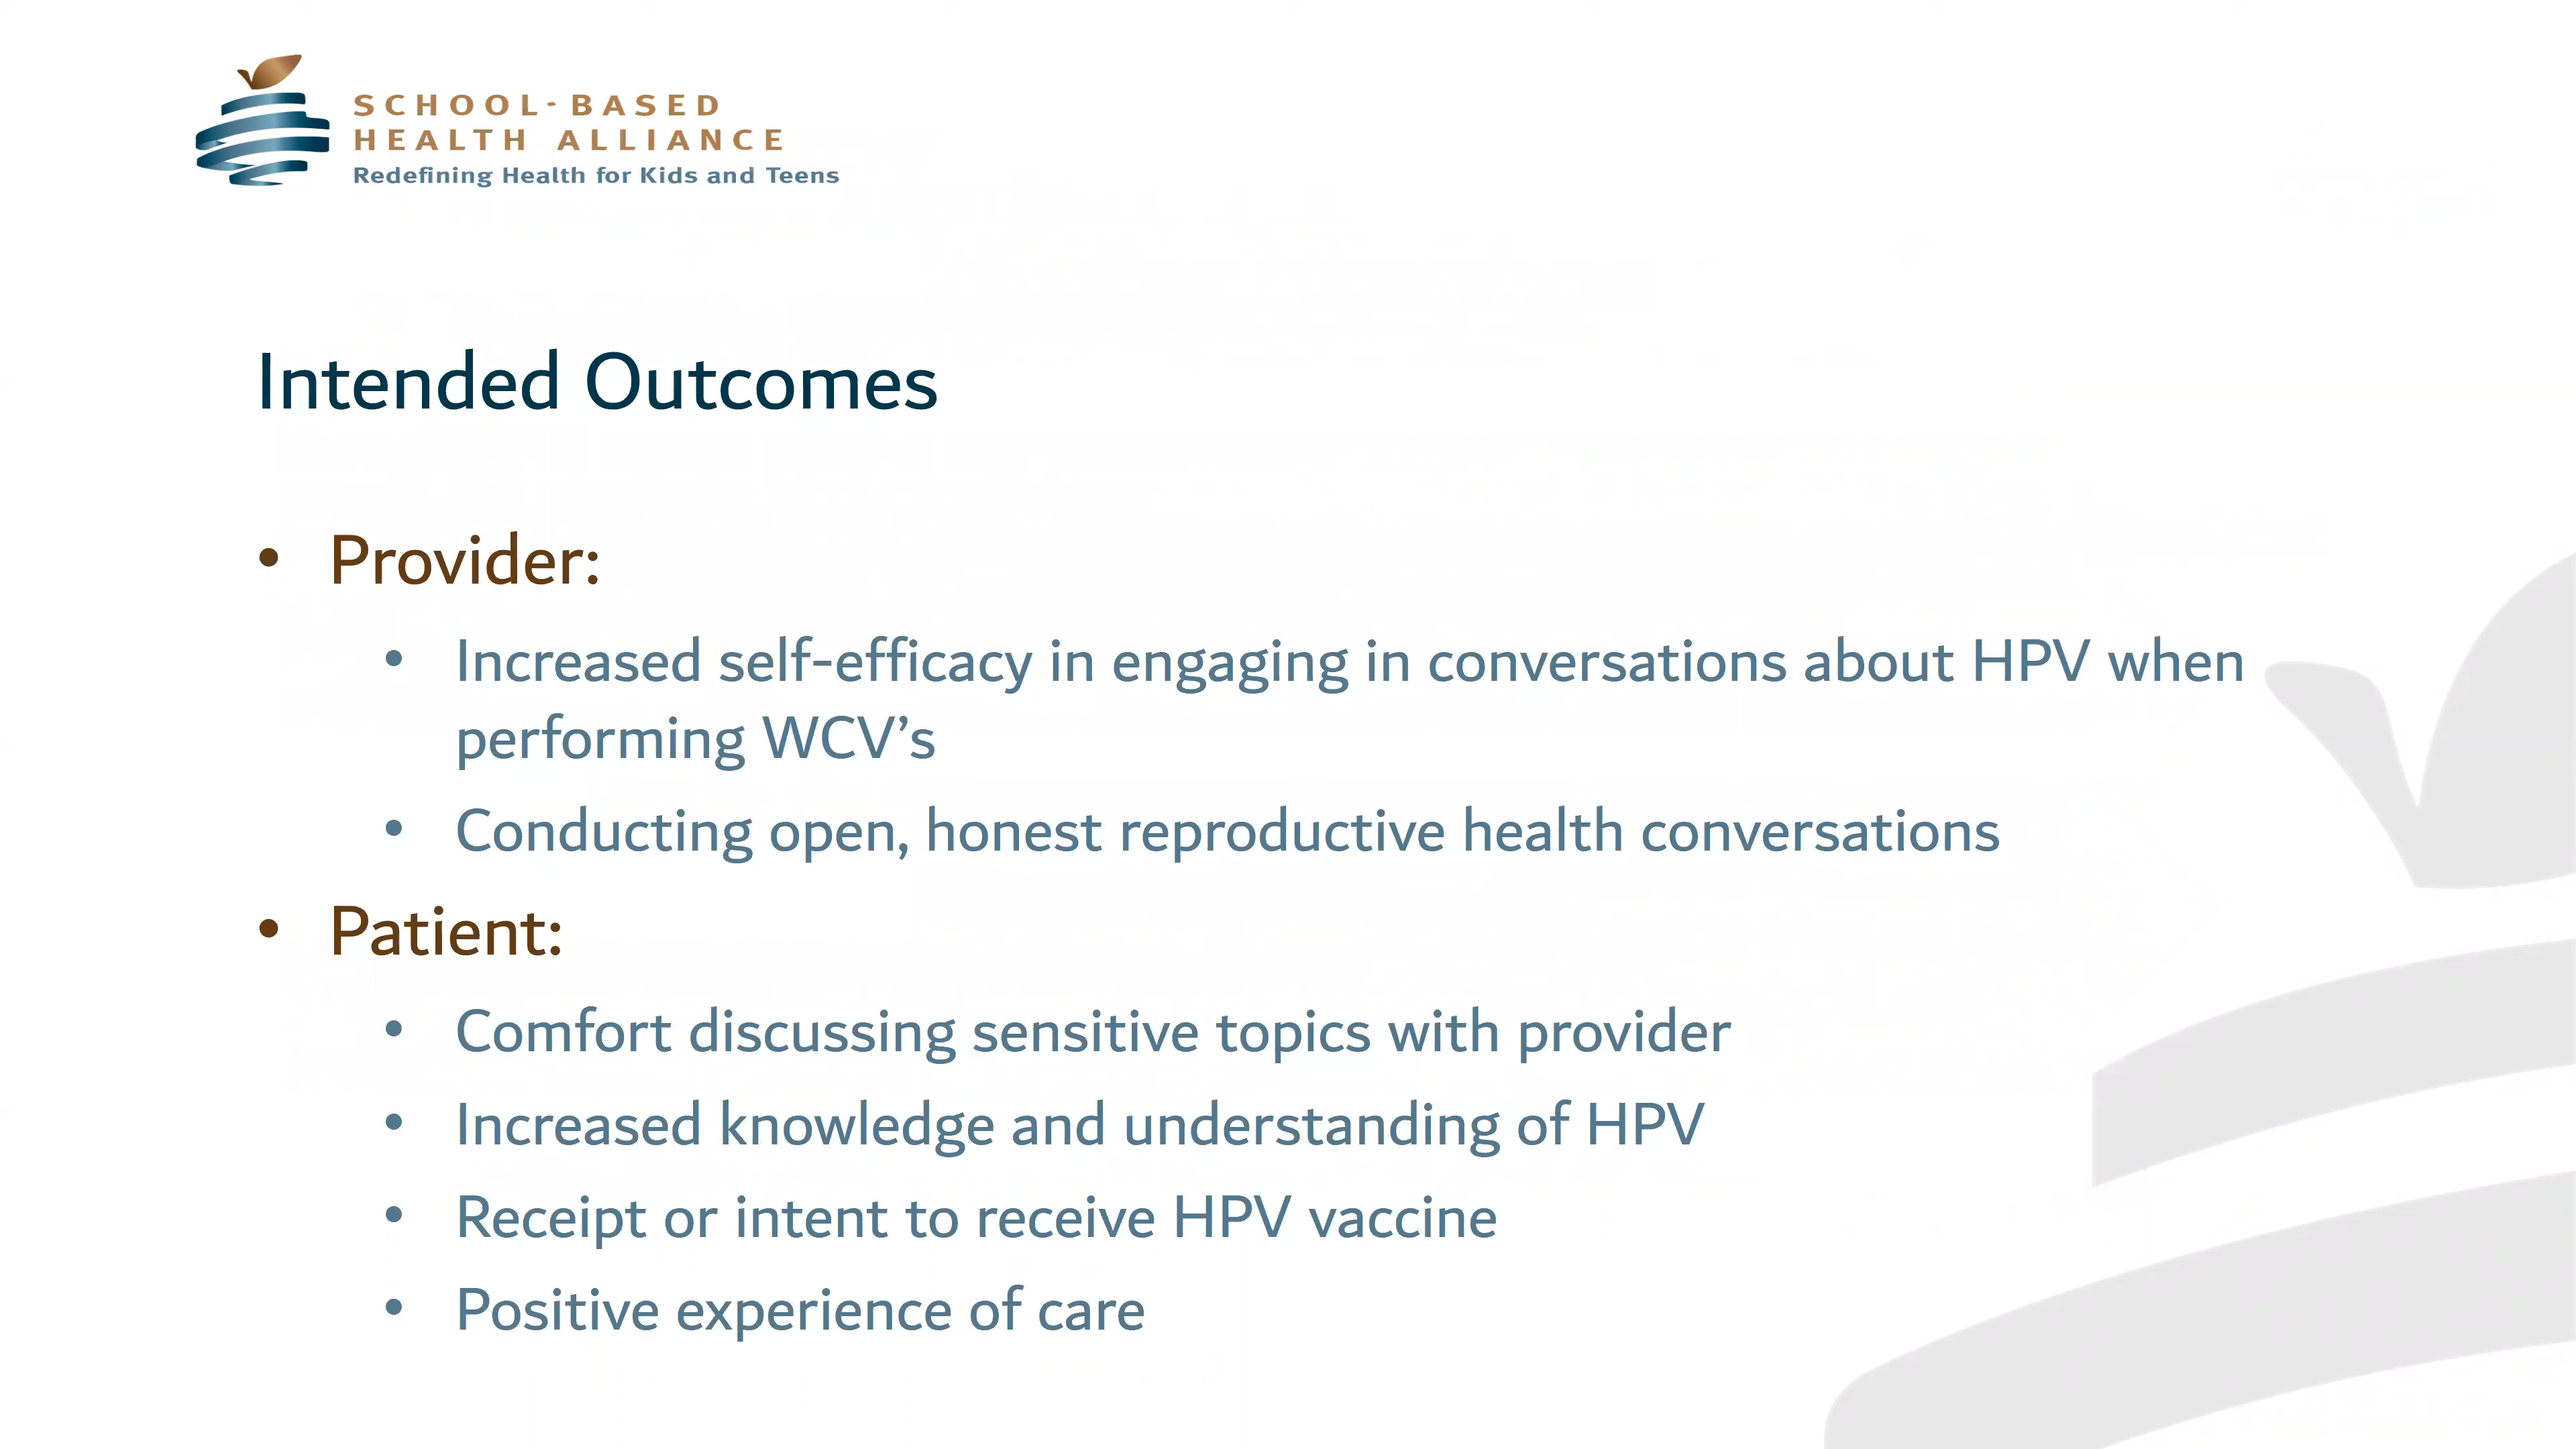 SCHOOL-BASED
HEALTH ALLIANCE
Redefining Health for Kids and Teens
Intended Outcomes
• Provider:
• Increased self-efficacy in engaging in conversations about HPV when
performing WCV’s
• Conducting open, honest reproductive health conversations
• Patient:
• Comfort discussing sensitive topics with provider
• Increased knowledge and understanding of HPV
• Receipt or intent to receive HPV vaccine
• Positive experience of care